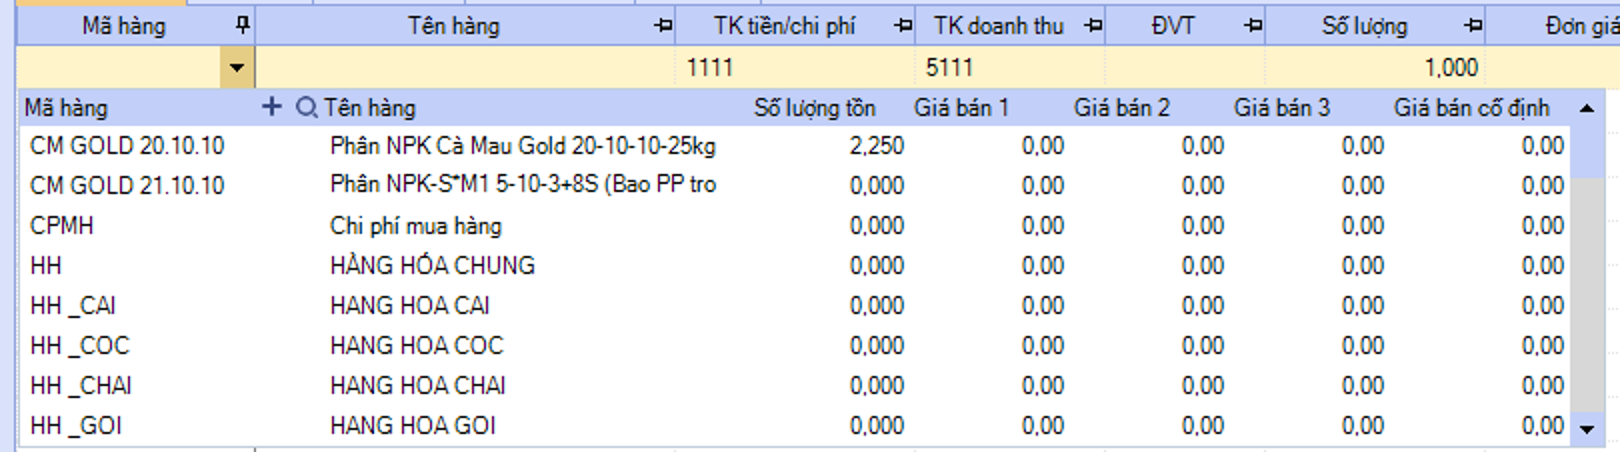 Mã hàng Tên hàng TK tiền/chi phí TK doanh thu ĐVT Số lượng Đơn giá
1111 5111 1,000
Mã hàng Tên hàng Số lượng tồn Giá bán 1 Giá bán 2 Giá bán 3 Giá bán cố định
CM GOLD 20.10.10 Phân NPK Cà Mau Gold 20-10-10-25kg 2,250 0,00 0,00 0,00 0,00
CM GOLD 21.10.10 Phân NPK-S*M1 5-10-3+8S (Bao PP tro 0,000 0,00 0,00 0,00 0,00
CPMH Chi phí mua hàng 0,000 0,00 0,00 0,00 0,00
HH HÀNG HÓA CHUNG 0,000 0,00 0,00 0,00 0,00
HH _CAI HANG HOA CAI 0,000 0,00 0,00 0,00 0,00
HH _COC HANG HOA COC 0,000 0,00 0,00 0,00 0,00
HH _CHAI HANG HOA CHAI 0,000 0,00 0,00 0,00 0,00
HH _GOI HANG HOA GOI 0,000 0,00 0,00 0,00 0,00